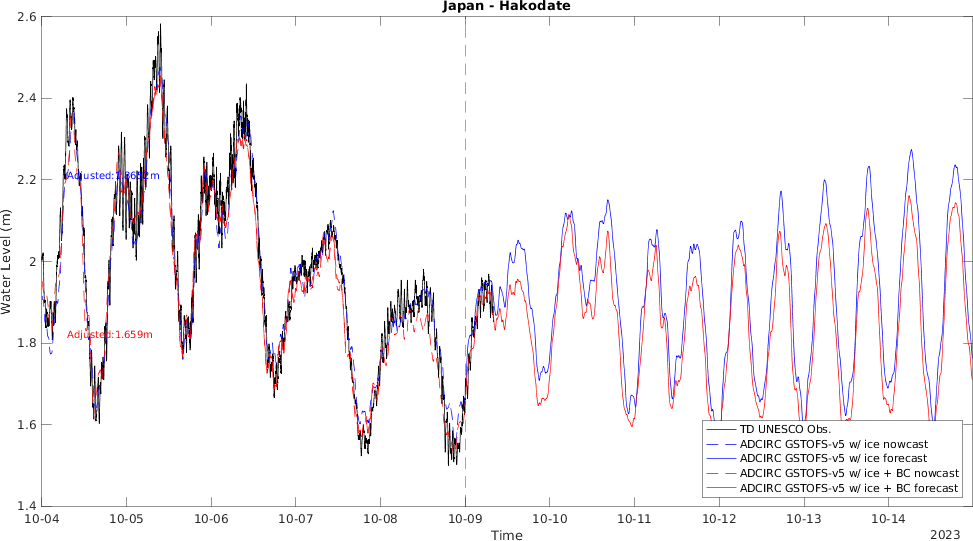 Japan - Hakodate
2.6
2.4
2.2
2
1.8
1.6
1.4
Water Level (m)
Adjusted:
Adjusted:1.659m
10-04
10-05
10-06
10-07
10-08
10-09
10-10
10-11
10-12
10-13
10-14
Time
2023
TD UNESCO Obs.
ADCIRC GSTOFS-v5 w/ ice nowcast
ADCIRC GSTOFS-v5 w/ ice forecast
ADCIRC GSTOFS-v5 w/ ice + BC nowcast
ADCIRC GSTOFS-v5 w/ ice + BC forecast